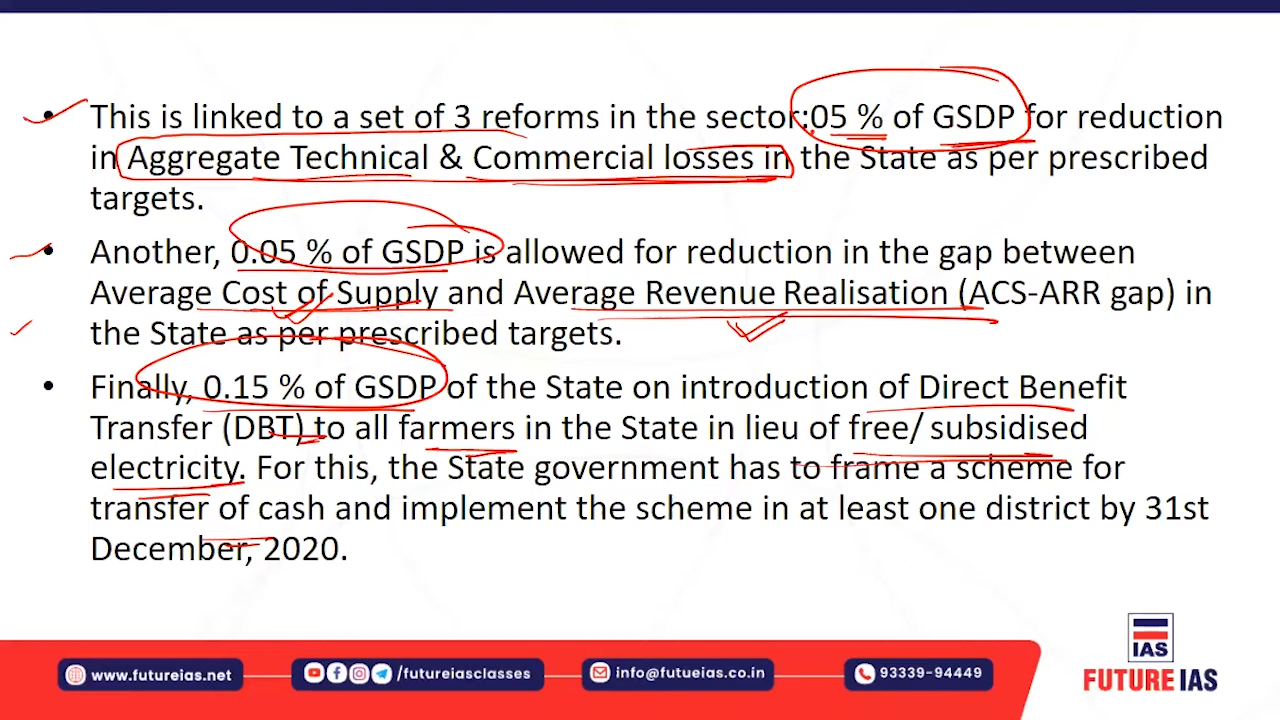 • This is linked to a set of 3 reforms in the sector:.05 % of GSDP for reduction
in Aggregate Technical & Commercial losses in the State as per prescribed
targets.
• Another, 0.05 % of GSDP is allowed for reduction in the gap between
Average Cost of Supply and Average Revenue Realisation (ACS-ARR gap) in
the State as per prescribed targets.
• Finally, 0.15 % of GSDP of the State on introduction of Direct Benefit
Transfer (DBT) to all farmers in the State in lieu of free/ subsidised
electricity. For this, the State government has to frame a scheme for
transfer of cash and implement the scheme in at least one district by 31st
December, 2020.
IAS
www.futureias.net
/futureiasclasses
info@futueias.co.in
93339-94449
FUTURE IAS